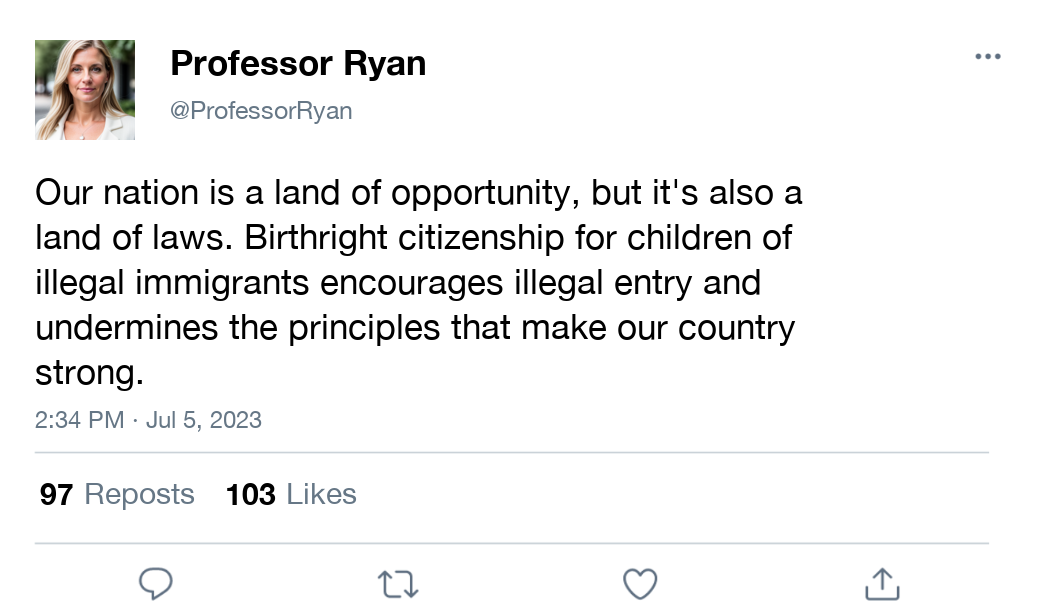 Professor Ryan
@ProfessorRyan
Our nation is a land of opportunity, but it's also a
land of laws. Birthright citizenship for children of
illegal immigrants encourages illegal entry and
undermines the principles that make our country
strong.
2:34 PM · Jul 5, 2023
97 Reposts 103 Likes